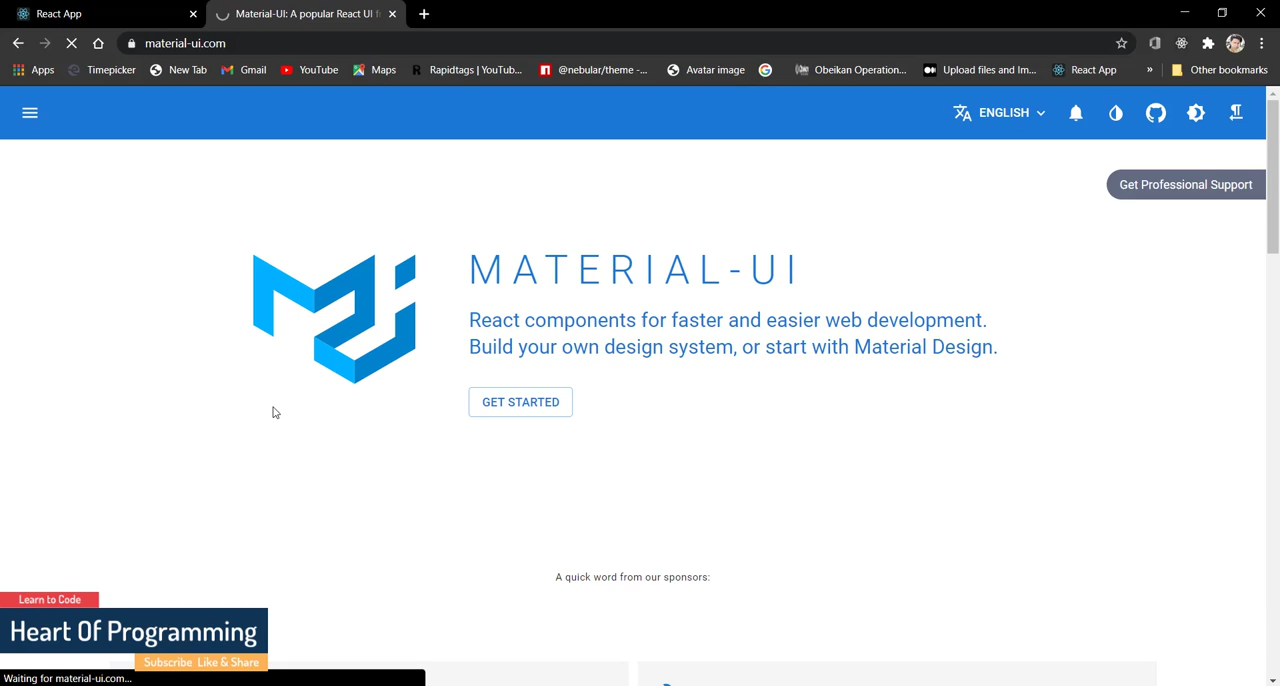 React App
Material-UI: A popular React UI fr
material-ui.com
Apps
Timepicker
New Tab
Gmail
YouTube
Maps
Rapidtags | YouTub...
@nebular/theme -...
Avatar image
Obeikan Operation...
Upload files and Im...
React App
»
Other bookmarks
ENGLISH
Get Professional Support
MATERIAL-UI
React components for faster and easier web development.
Build your own design system, or start with Material Design.
GET STARTED
A quick word from our sponsors:
Learn to Code
Heart Of Programming
Subscribe Like & Share
Waiting for material-ui.com...